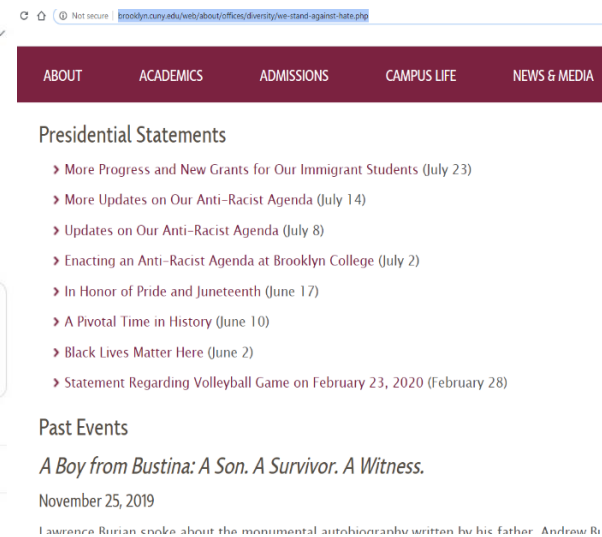 Not secure | brooklyn.cuny.edu/web/about/offices/diversity/we-stand-against-hate.php
ABOUT ACADEMICS ADMISSIONS CAMPUS LIFE NEWS & MEDIA
Presidential Statements
More Progress and New Grants for Our Immigrant Students (July 23)
More Updates on Our Anti-Racist Agenda (July 14)
Updates on Our Anti-Racist Agenda (July 8)
Enacting an Anti-Racist Agenda at Brooklyn College (July 2)
In Honor of Pride and Juneteenth (June 17)
A Pivotal Time in History (June 10)
Black Lives Matter Here (June 2)
Statement Regarding Volleyball Game on February 23, 2020 (February 28)
Past Events
A Boy from Bustina: A Son. A Survivor. A Witness.
November 25, 2019
Lawrence Burian spoke about the monumental autobiography written by his father, Andrew Bu